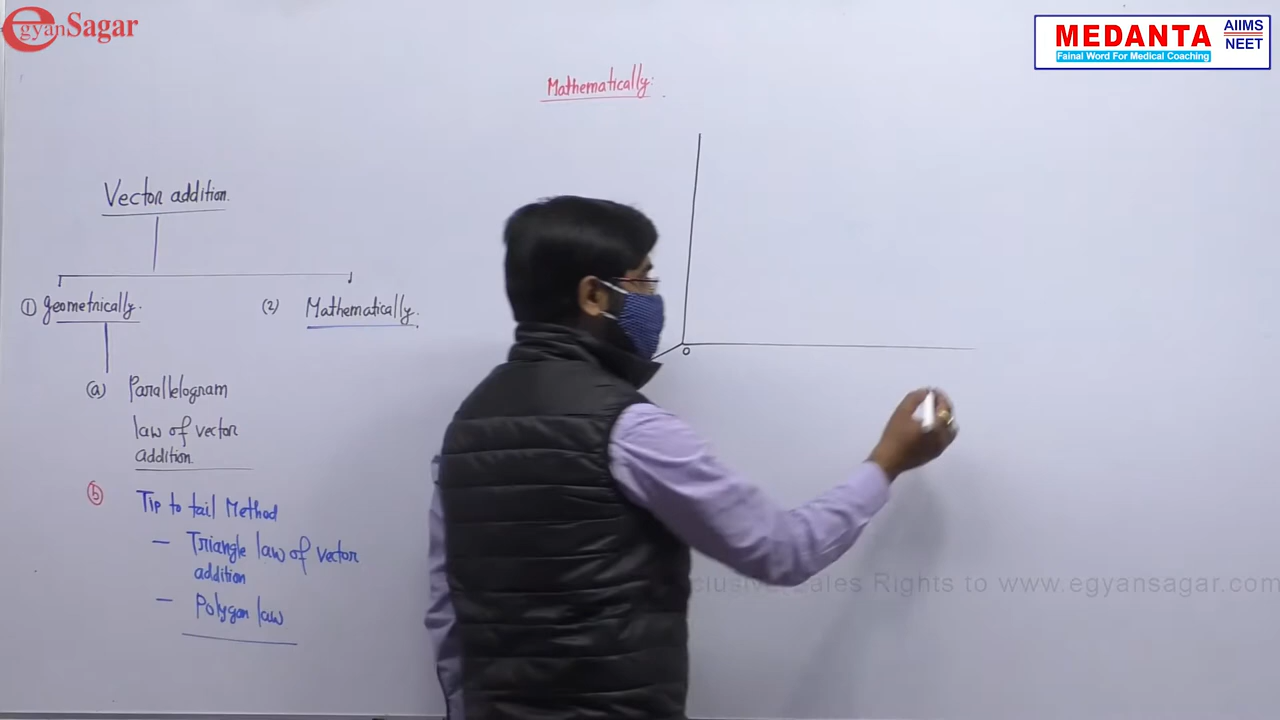 egyanSagar
MEDANTA AIIMS NEET
Fainal Word For Medical Coaching
Mathematically:
Vector addition.
① Geometrically.
(2) Mathematically.
(a) Parallelogram
law of vector
addition.
ⓑ Tip to tail Method
— Triangle law of vector
addition
— Polygon law
O
Sales Rights to www.egyansagar.com